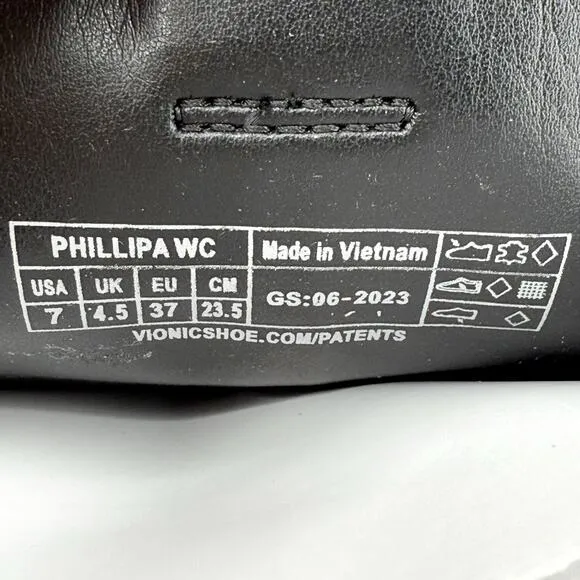 PHILLIPA WC
Made in Vietnam
USA UK EU CM
7 4.5 37 23.5
GS:06-2023
VIONICSHOE.COM/PATENTS